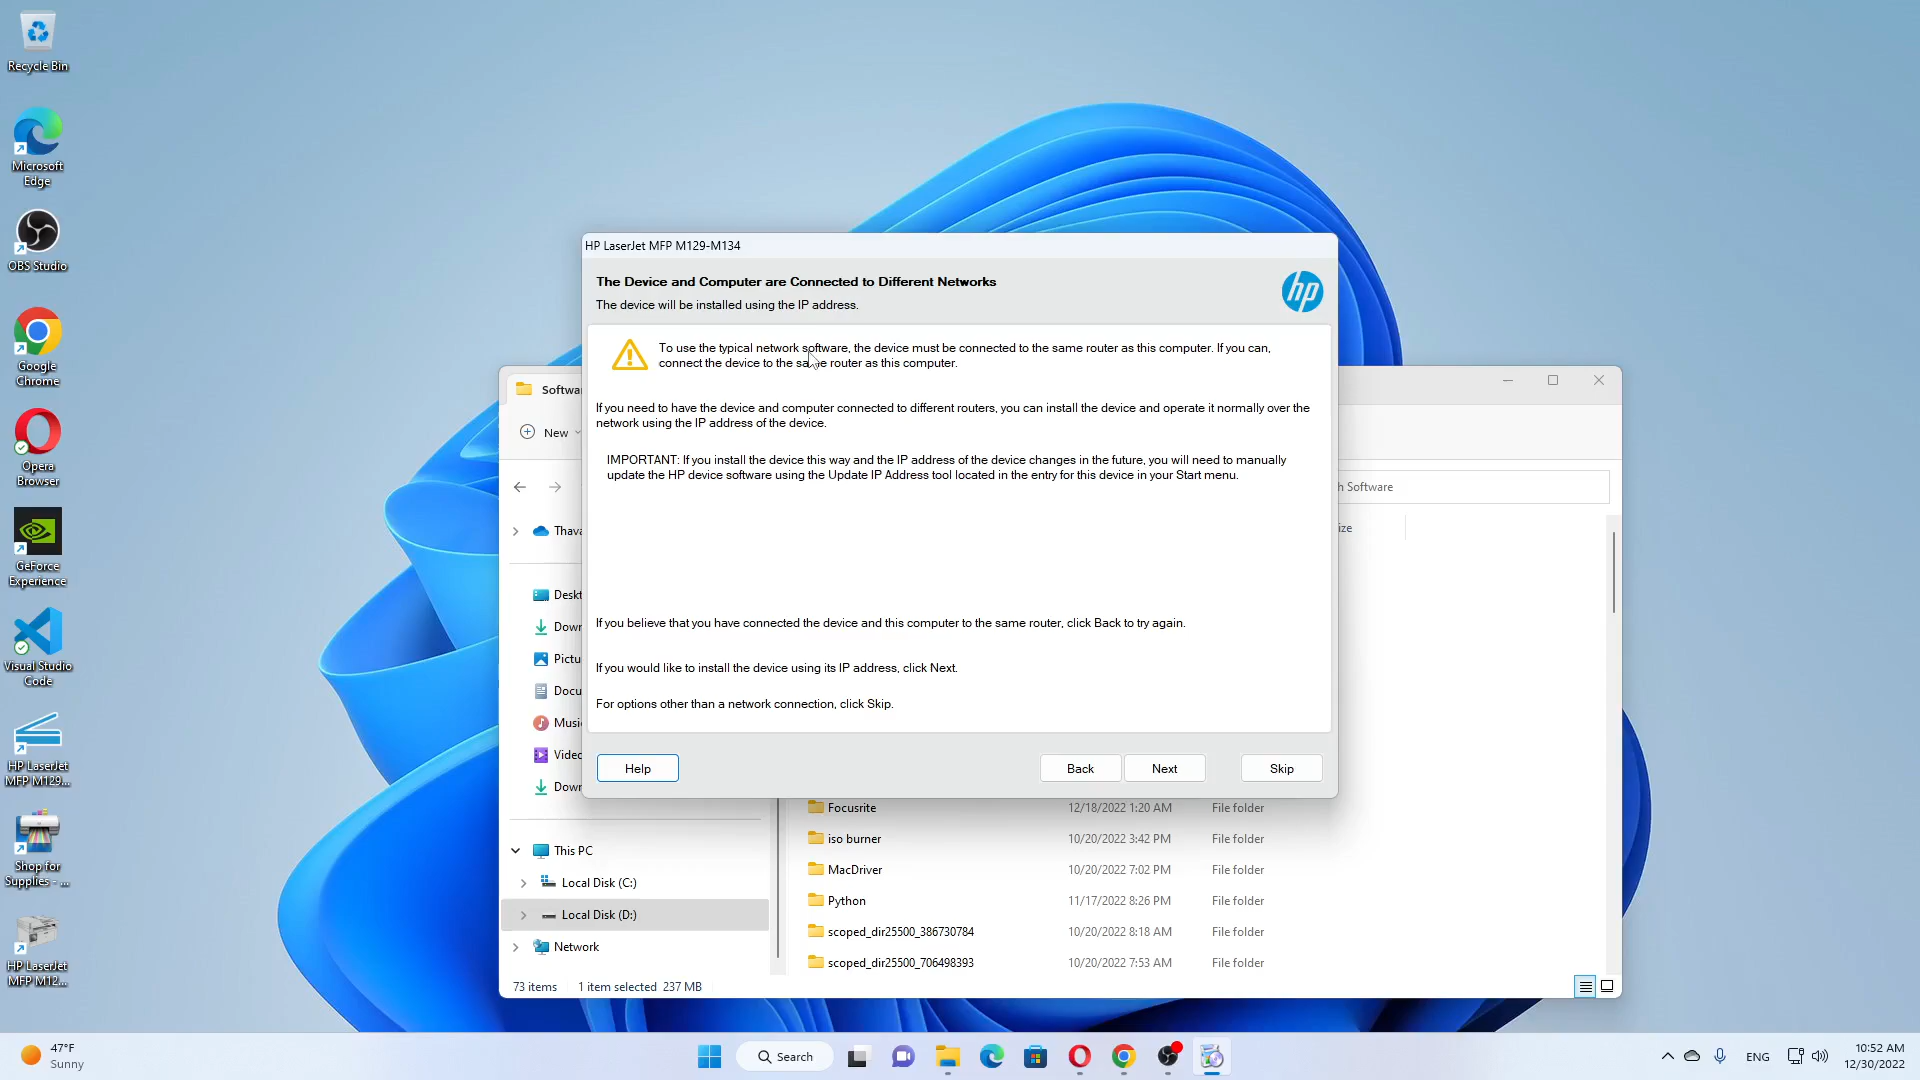 Recycle Bin
Microsoft
Edge
OBS Studio
Google
Chrome
Opera
Browser
GeForce
Experience
Visual Studio
Code
HP LaserJet
MFP M129...
Shop for
Supplies - ...
HP LaserJet
MFP M12...
HP LaserJet MFP M129-M134
The Device and Computer are Connected to Different Networks
The device will be installed using the IP address.
hp
To use the typical network software, the device must be connected to the same router as this computer. If you can,
connect the device to the same router as this computer.
If you need to have the device and computer connected to different routers, you can install the device and operate it normally over the
network using the IP address of the device.
IMPORTANT: If you install the device this way and the IP address of the device changes in the future, you will need to manually
update the HP device software using the Update IP Address tool located in the entry for this device in your Start menu.
If you believe that you have connected the device and this computer to the same router, click Back to try again.
If you would like to install the device using its IP address, click Next.
For options other than a network connection, click Skip.
Help
Back
Next
Skip
Softwa
New
h Software
ize
Thava
Deskt
Down
Pictu
Docu
Music
Video
Down
This PC
Local Disk (C:)
Local Disk (D:)
Network
Focusrite 12/18/2022 1:20 AM File folder
iso burner 10/20/2022 3:42 PM File folder
MacDriver 10/20/2022 7:02 PM File folder
Python 11/17/2022 8:26 PM File folder
scoped_dir25500_386730784 10/20/2022 8:18 AM File folder
scoped_dir25500_706498393 10/20/2022 7:53 AM File folder
73 items 1 item selected 237 MB
47°F
Sunny
Search
ENG
10:52 AM
12/30/2022